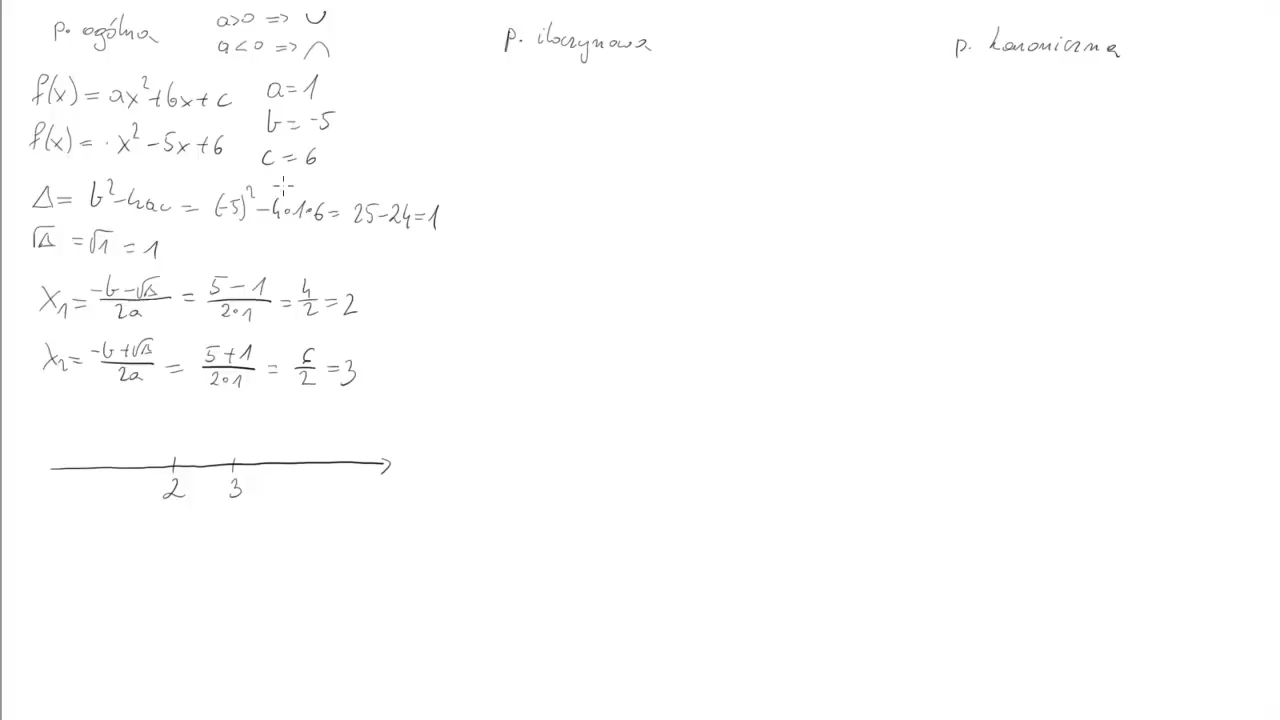 p. ogólna
a>0 => ∪
a<0 => ∩
f(x) = ax²+bx+c
a=1
b=-5
f(x) = x²-5x+6
c=6
Δ= b²-4ac = (-5)²-4•1•6= 25-24=1
√Δ =√1 =1
x₁= (-b-√Δ)/2a = (5-1)/(2•1) = 4/2 = 2
x₂= (-b+√Δ)/2a = (5+1)/(2•1) = 6/2 = 3
2 3
p. iloczynowa
p. kanoniczna